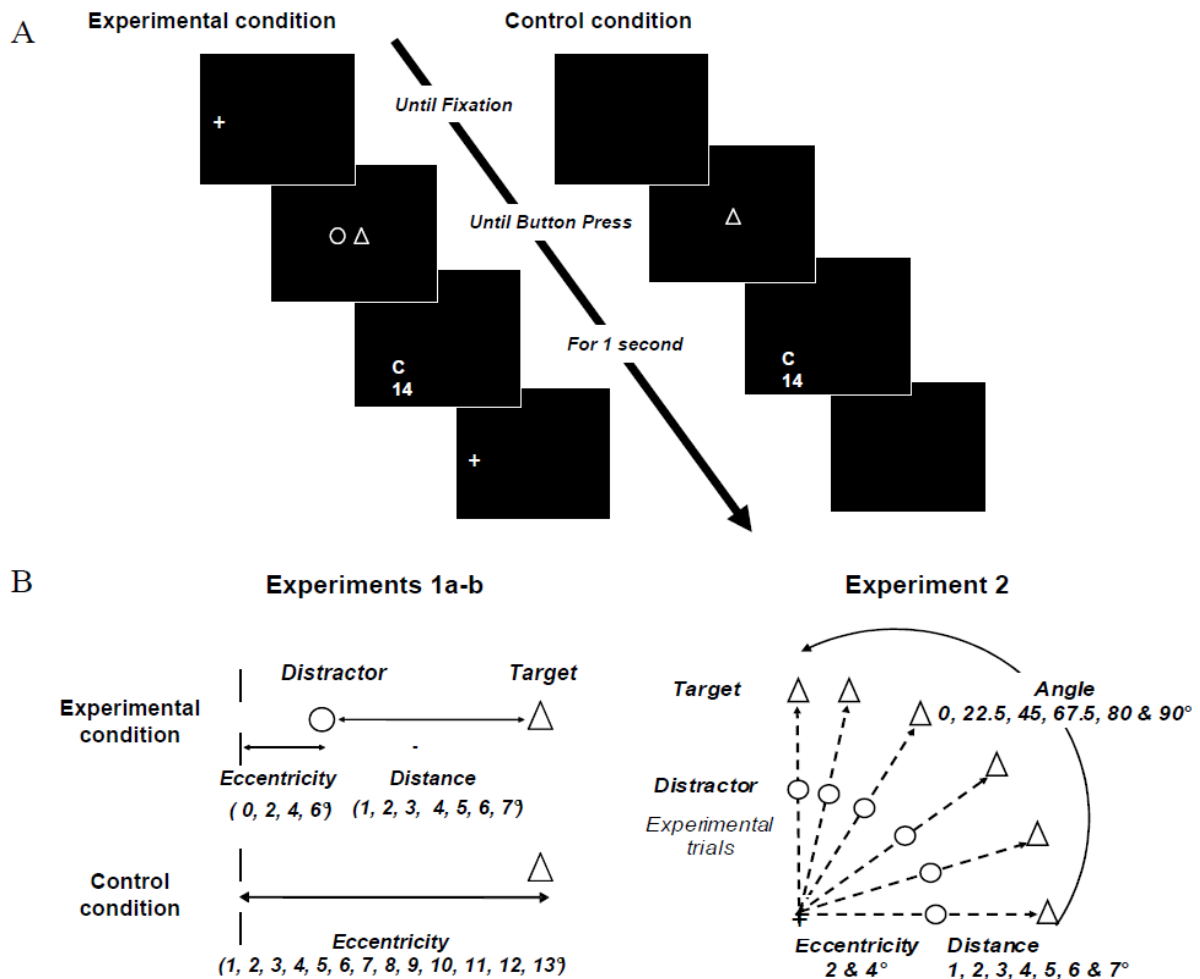 A
Experimental condition
Control condition
+
Until Fixation
Until Button Press
For 1 second
C
14
C
14
+
B
Experiments 1a-b
Experiment 2
Distractor
Target
Experimental
condition
-
Eccentricity
Distance
( 0, 2, 4, 6°)
(1, 2, 3, 4, 5, 6, 7°)
Control
condition
Eccentricity
(1, 2, 3, 4, 5, 6, 7, 8, 9, 10, 11, 12, 13°)
Target
Angle
0, 22.5, 45, 67.5, 80 & 90°
Distractor
Experimental
trials
+
Eccentricity
Distance
2 & 4°
1, 2, 3, 4, 5, 6 & 7°